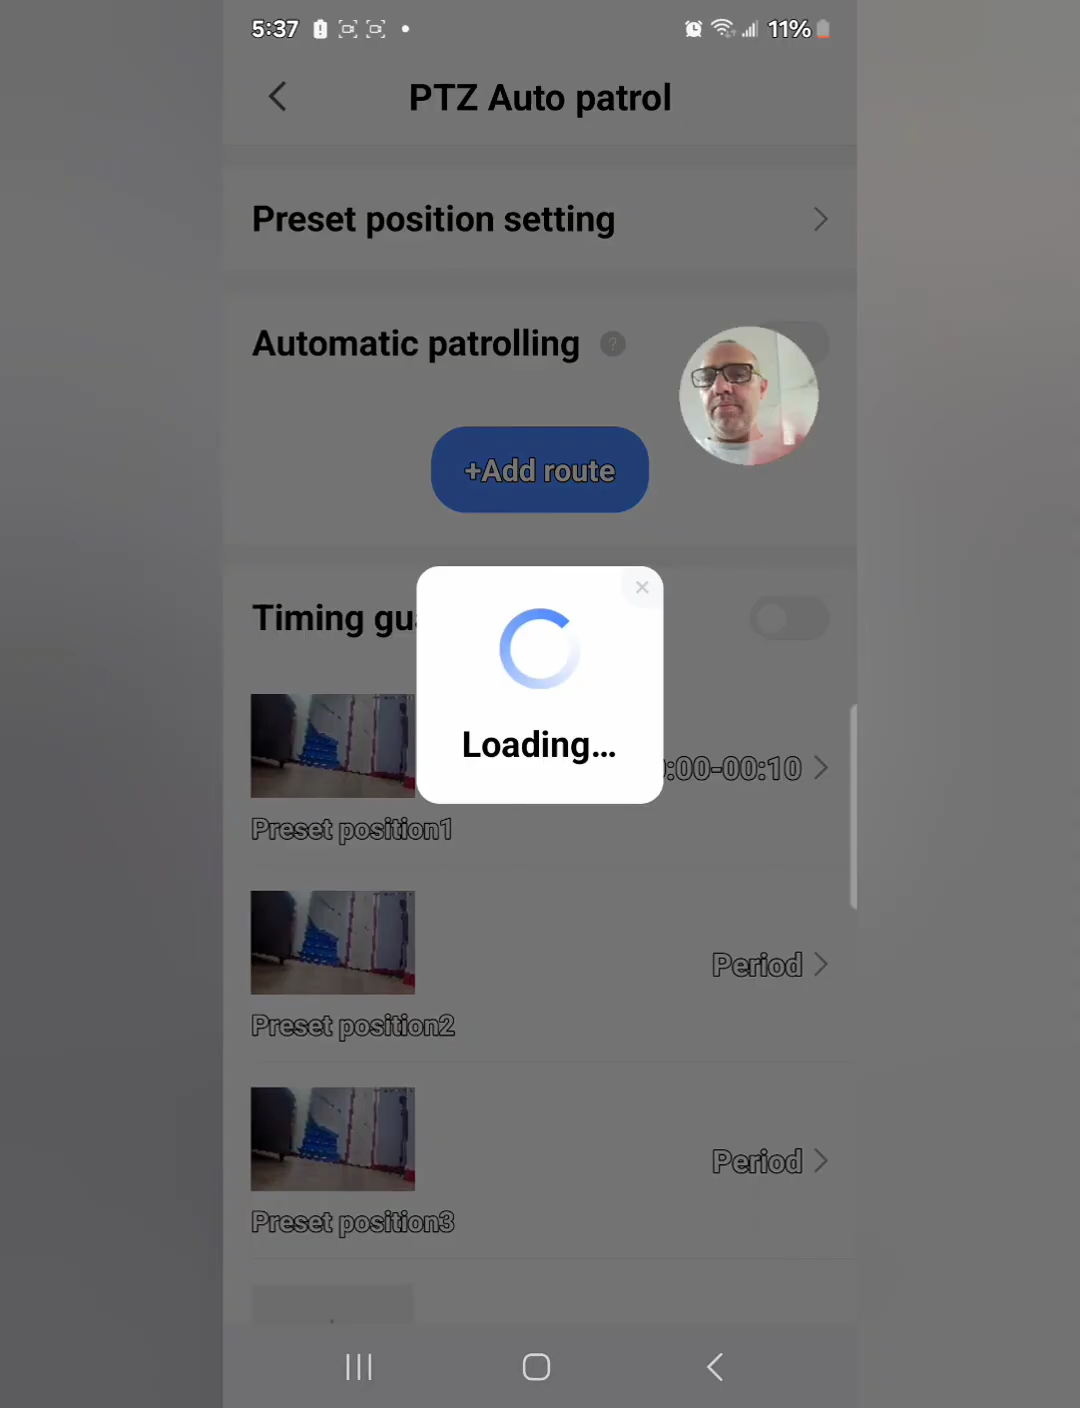 5:37
11%
PTZ Auto patrol
Preset position setting
Automatic patrolling ?
+Add route
Timing
Loading...
:00-00:10
Preset position1
Period
Preset position2
Period
Preset position3